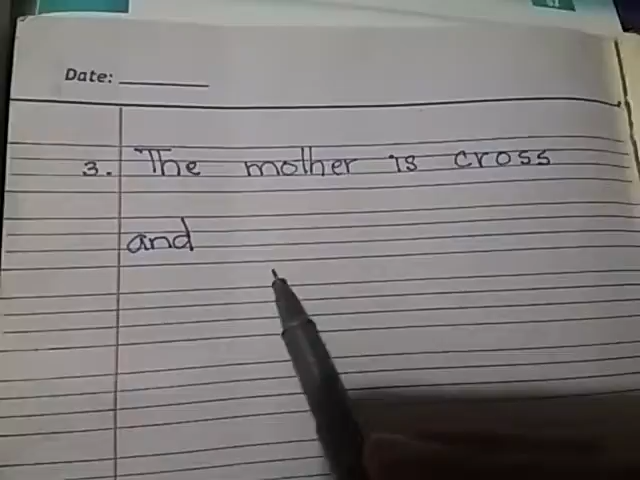 Date:
3. The mother is cross
and